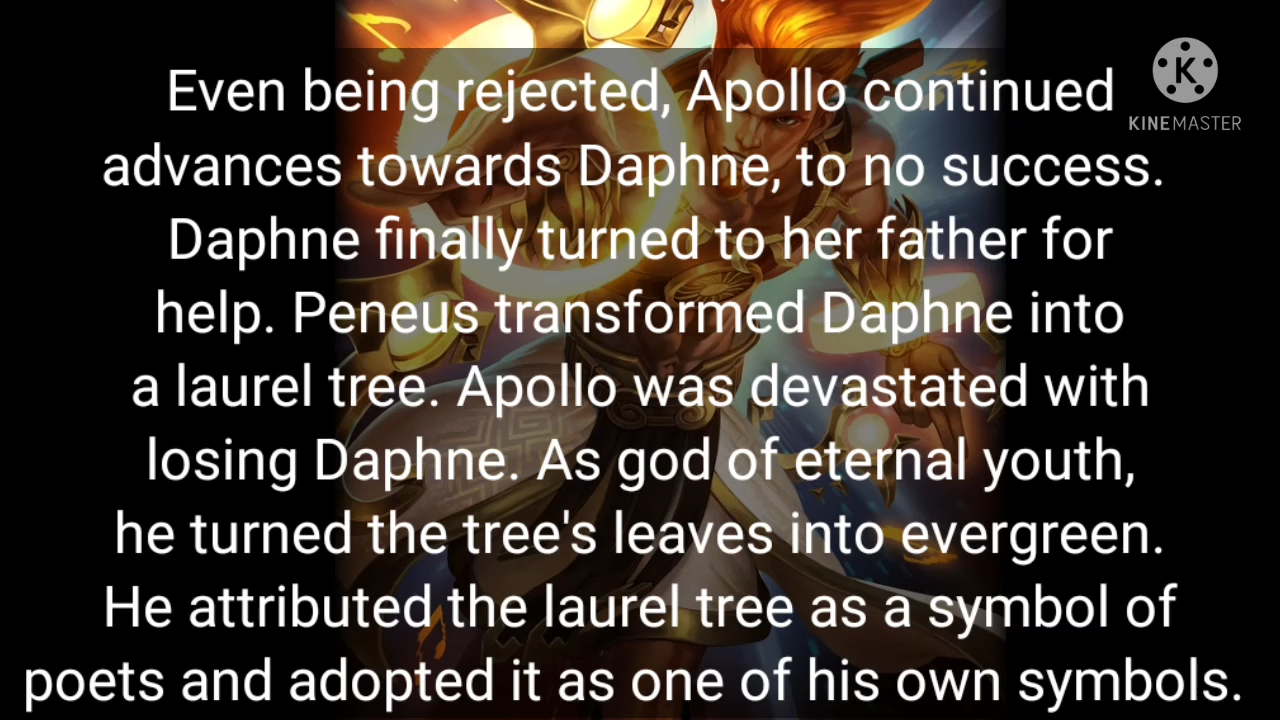 Even being rejected, Apollo continued
advances towards Daphne, to no success.
Daphne finally turned to her father for
help. Peneus transformed Daphne into
a laurel tree. Apollo was devastated with
losing Daphne. As god of eternal youth,
he turned the tree's leaves into evergreen.
He attributed the laurel tree as a symbol of
poets and adopted it as one of his own symbols.
K
KINEMASTER